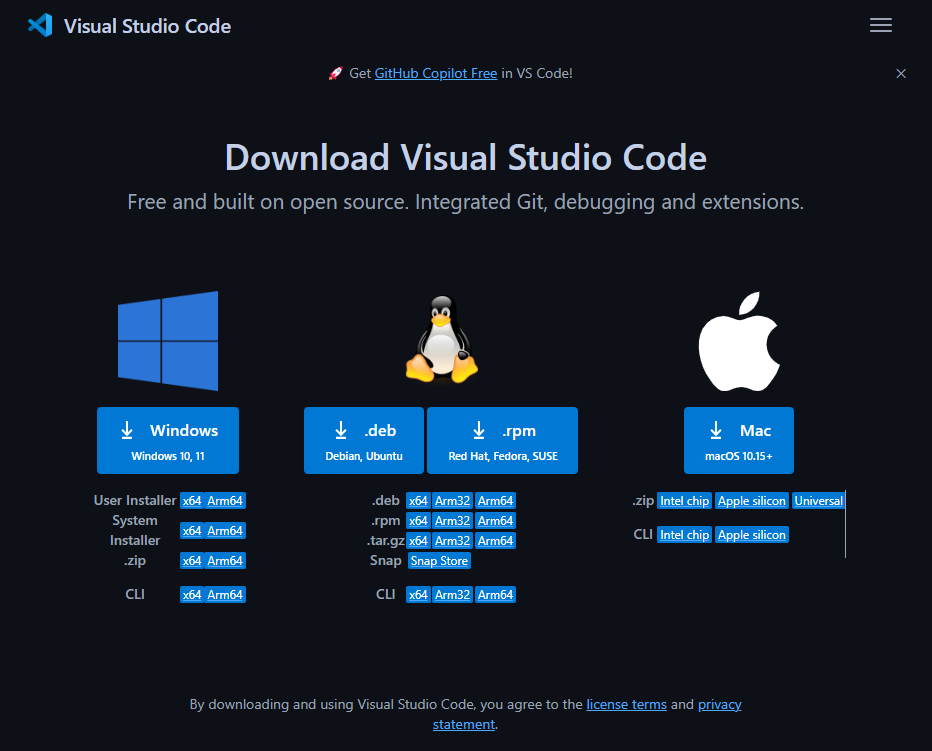 Visual Studio Code
🚀 Get GitHub Copilot Free in VS Code!
Download Visual Studio Code
Free and built on open source. Integrated Git, debugging and extensions.
Windows
Windows 10, 11
User Installer x64 Arm64
System
Installer x64 Arm64
.zip x64 Arm64
CLI x64 Arm64
.deb
Debian, Ubuntu
.rpm
Red Hat, Fedora, SUSE
.deb x64 Arm32 Arm64
.rpm x64 Arm32 Arm64
.tar.gz x64 Arm32 Arm64
Snap Snap Store
CLI x64 Arm32 Arm64
Mac
macOS 10.15+
.zip Intel chip Apple silicon Universal
CLI Intel chip Apple silicon
By downloading and using Visual Studio Code, you agree to the license terms and privacy
statement.